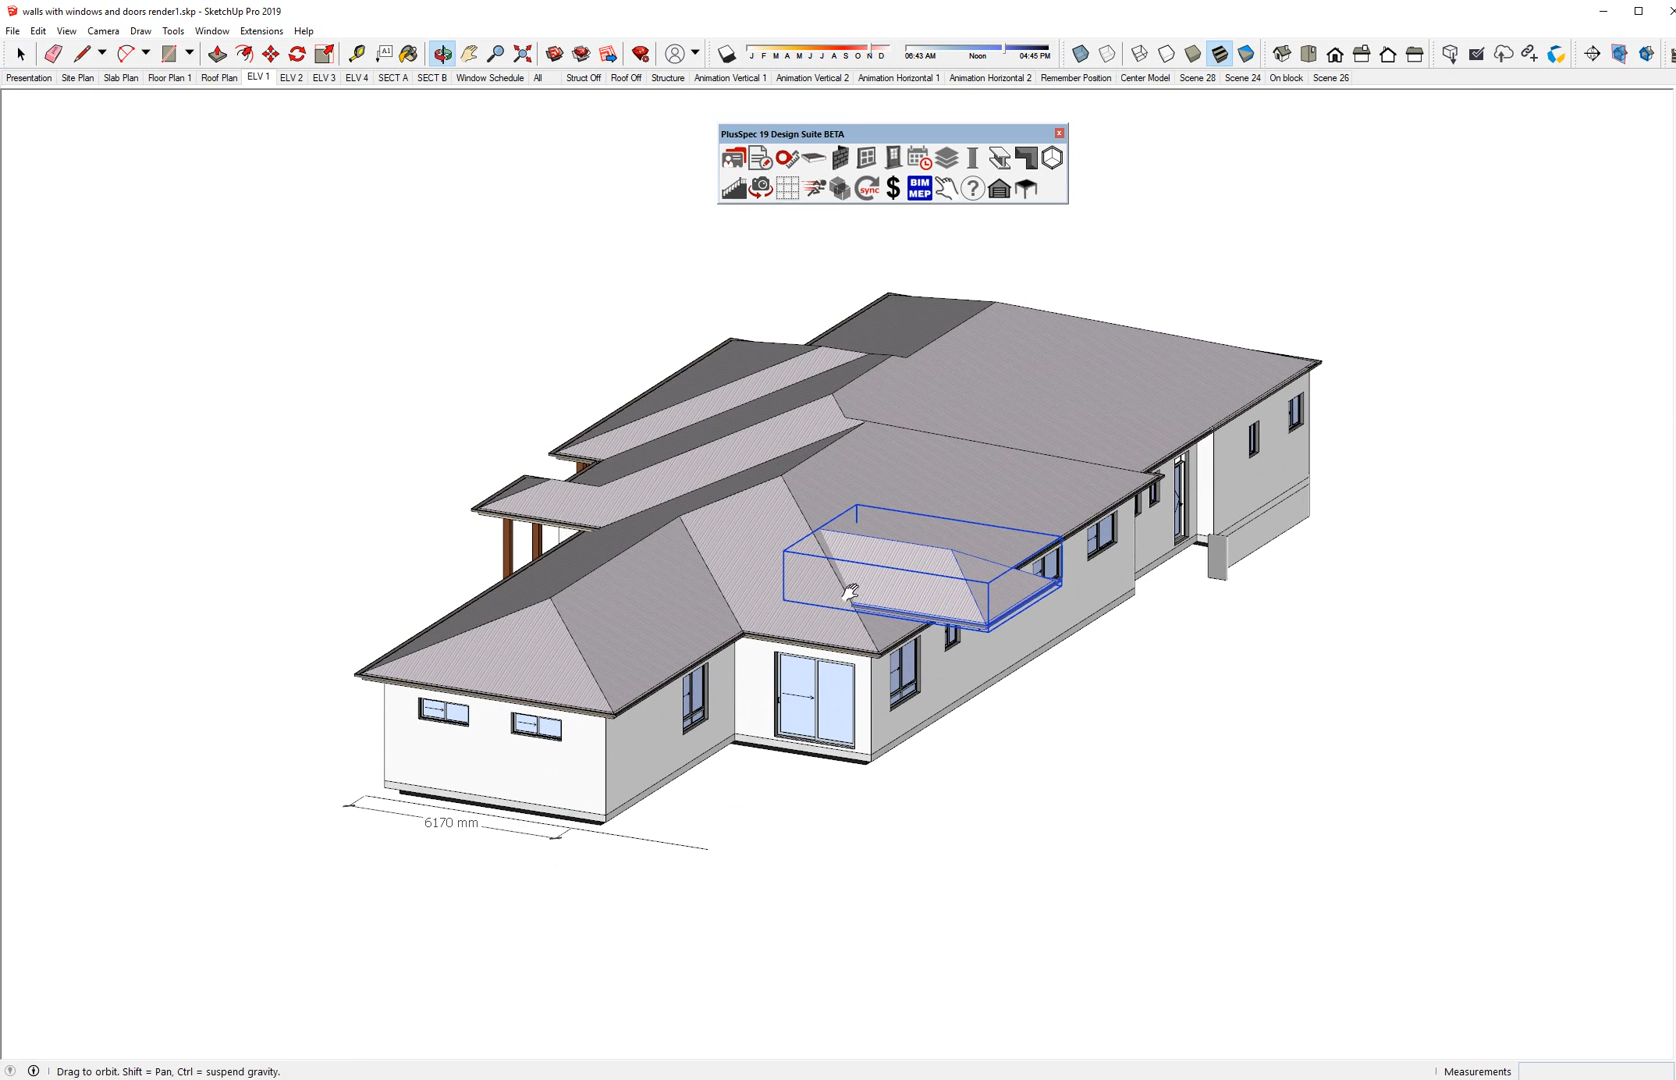 walls with windows and doors render1.skp - SketchUp Pro 2019
File Edit View Camera Draw Tools Window Extensions Help
A1
J F M A M J J A S O N D 06:43 AM Noon 04:45 PM
Presentation Site Plan Slab Plan Floor Plan 1 Roof Plan ELV 1 ELV 2 ELV 3 ELV 4 SECT A SECT B Window Schedule All Struct Off Roof Off Structure Animation Vertical 1 Animation Vertical 2 Animation Horizontal 1 Animation Horizontal 2 Remember Position Center Model Scene 28 Scene 24 On block Scene 26
PlusSpec 19 Design Suite BETA
sync $ BIM MEP ?
6170 mm
Drag to orbit. Shift = Pan, Ctrl = suspend gravity. Measurements